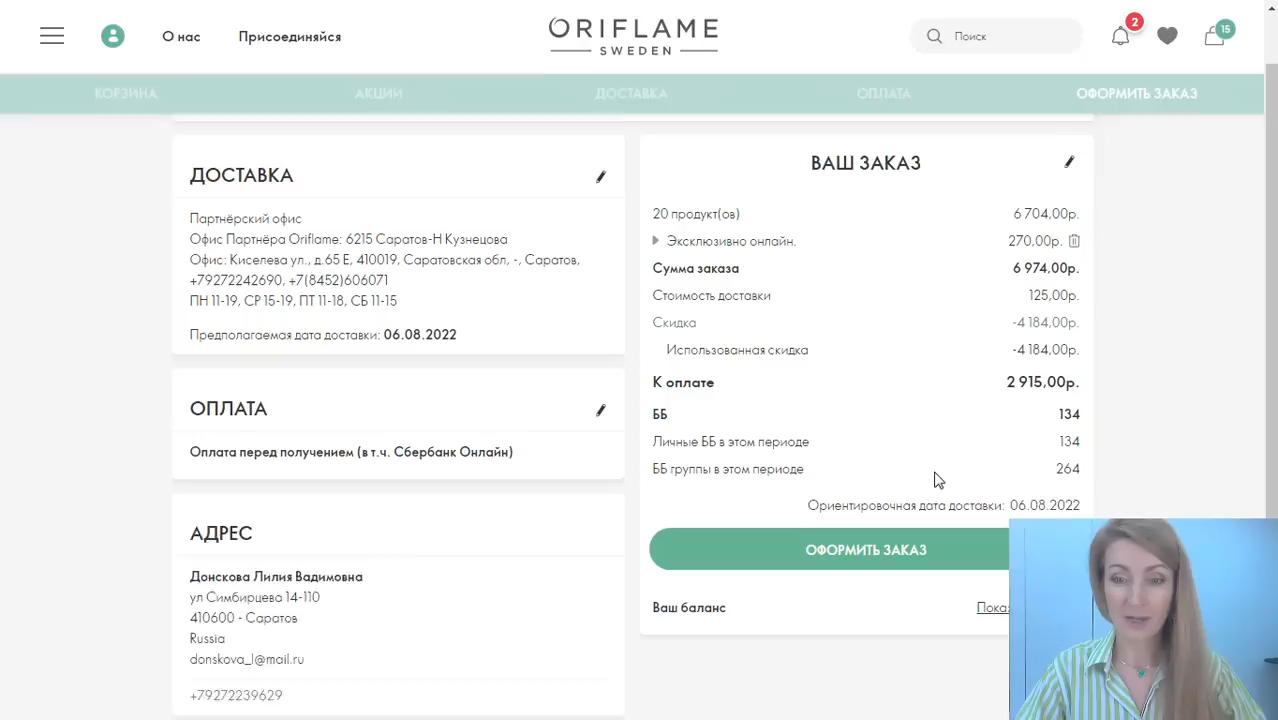 О нас
Присоединяйся
ORIFLAME
SWEDEN
Поиск
2
15
КОРЗИНА
АКЦИИ
ДОСТАВКА
ОПЛАТА
ОФОРМИТЬ ЗАКАЗ
ДОСТАВКА
Партнёрский офис
Офис Партнёра Oriflame: 6215 Саратов-Н Кузнецова
Офис: Киселева ул., д.65 Е, 410019, Саратовская обл, -, Саратов,
+79272242690, +7(8452)606071
ПН 11-19, СР 15-19, ПТ 11-18, СБ 11-15
Предполагаемая дата доставки: 06.08.2022
ОПЛАТА
Оплата перед получением (в т.ч. Сбербанк Онлайн)
АДРЕС
Донскова Лилия Вадимовна
ул Симбирцева 14-110
410600 - Саратов
Russia
donskova_l@mail.ru
+79272239629
ВАШ ЗАКАЗ
20 продукт(ов) 6 704,00р.
Эксклюзивно онлайн. 270,00р.
Сумма заказа 6 974,00р.
Стоимость доставки 125,00р.
Скидка -4 184,00р.
Использованная скидка -4 184,00р.
К оплате 2 915,00р.
ББ 134
Личные ББ в этом периоде 134
ББ группы в этом периоде 264
Ориентировочная дата доставки: 06.08.2022
ОФОРМИТЬ ЗАКАЗ
Ваш баланс